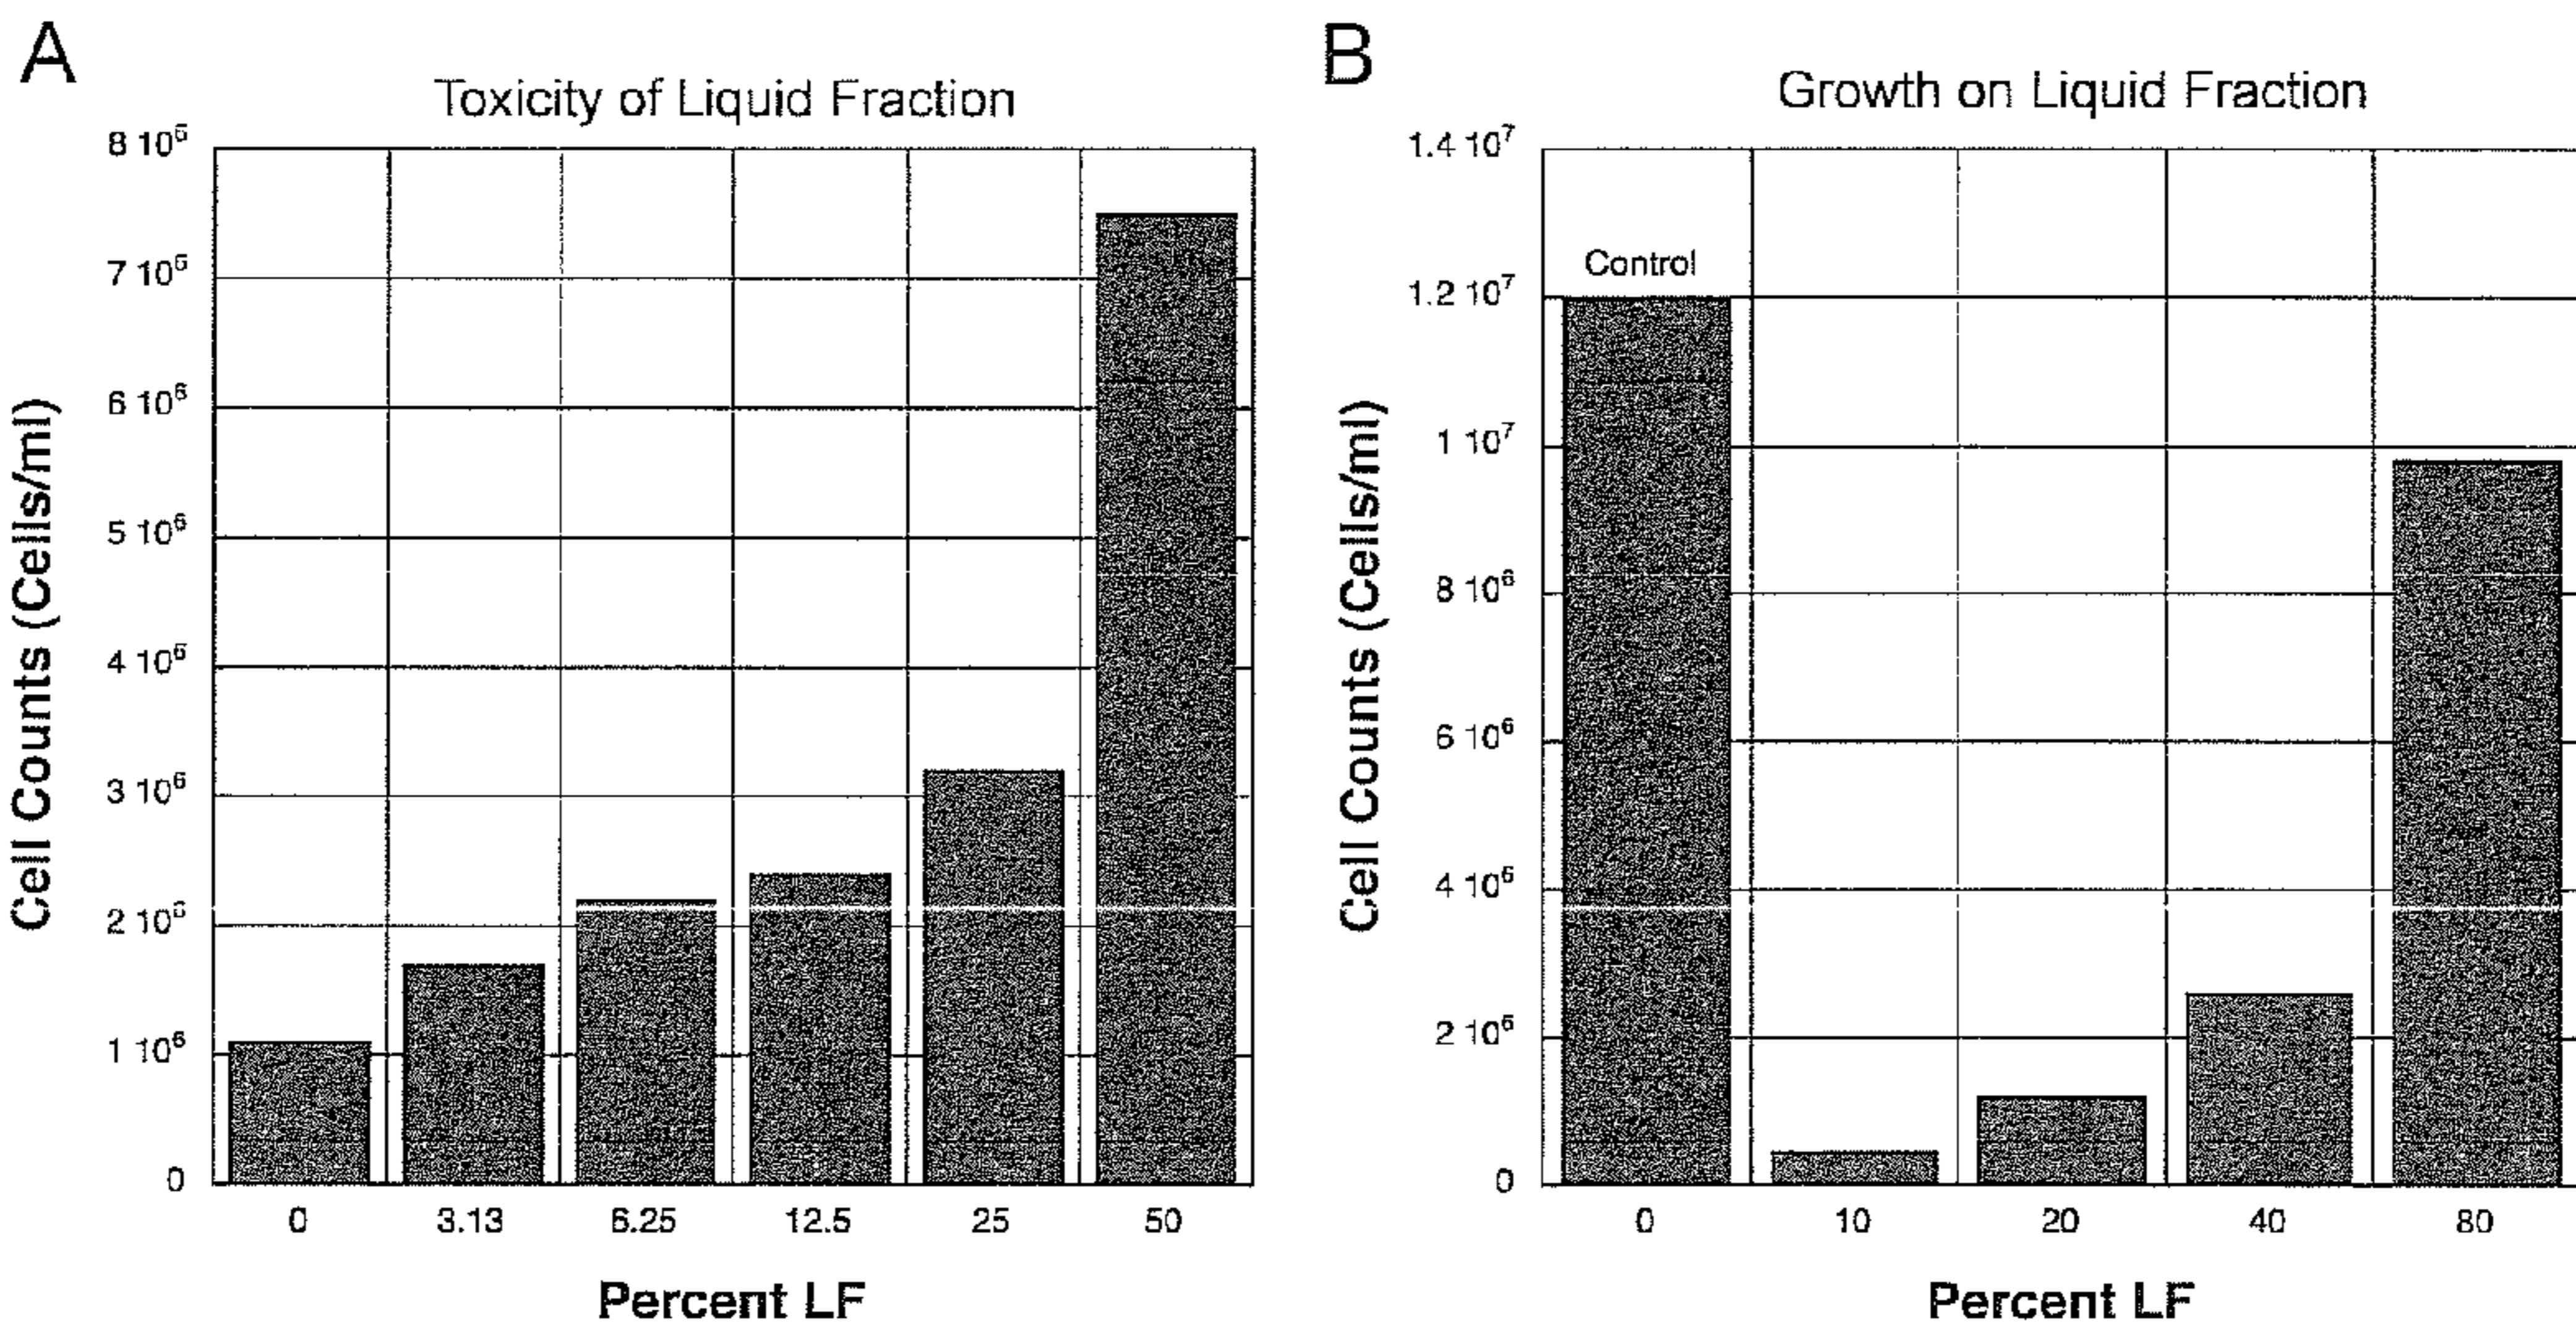 A
Toxicity of Liquid Fraction
8 10⁶
7 10⁶
6 10⁶
5 10⁶
4 10⁶
3 10⁶
2 10⁶
1 10⁶
0
Cell Counts (Cells/ml)
0 3.13 6.25 12.5 25 50
Percent LF
B
Growth on Liquid Fraction
1.4 10⁷
1.2 10⁷
1 10⁷
8 10⁶
6 10⁶
4 10⁶
2 10⁶
0
Cell Counts (Cells/ml)
Control
0 10 20 40 80
Percent LF